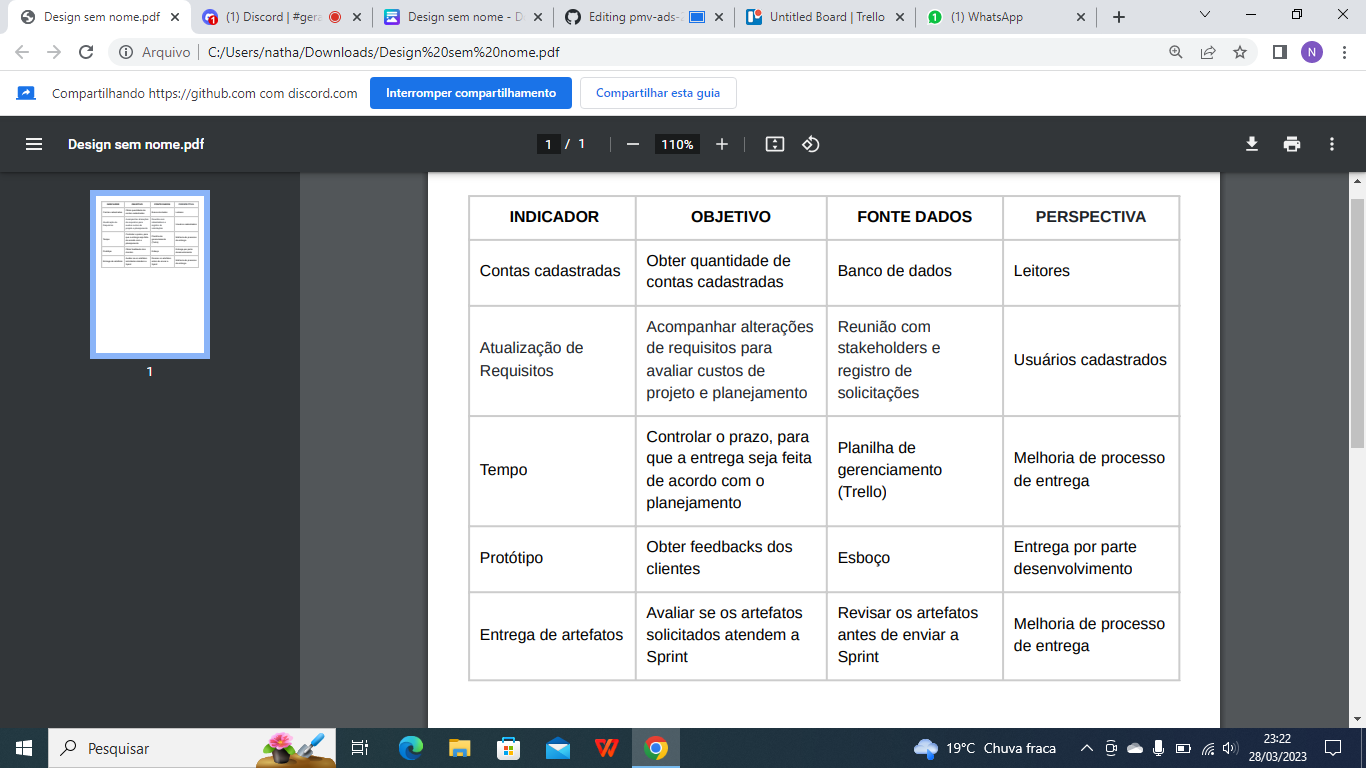 Design sem nome.pdf
(1) Discord | #gera
Design sem nome - D
Editing pmv-ads-2
Untitled Board | Trello
(1) WhatsApp
Arquivo C:/Users/natha/Downloads/Design%20sem%20nome.pdf
N
Compartilhando https://github.com com discord.com
Interromper compartilhamento
Compartilhar esta guia
Design sem nome.pdf
1 / 1
110%
1
INDICADOR OBJETIVO FONTE DADOS PERSPECTIVA
Contas cadastradas
Obter quantidade de
contas cadastradas
Banco de dados
Leitores
Atualização de
Requisitos
Acompanhar alterações
de requisitos para
avaliar custos de
projeto e planejamento
Reunião com
stakeholders e
registro de
solicitações
Usuários cadastrados
Tempo
Controlar o prazo, para
que a entrega seja feita
de acordo com o
planejamento
Planilha de
gerenciamento
(Trello)
Melhoria de processo
de entrega
Protótipo
Obter feedbacks dos
clientes
Esboço
Entrega por parte
desenvolvimento
Entrega de artefatos
Avaliar se os artefatos
solicitados atendem a
Sprint
Revisar os artefatos
antes de enviar a
Sprint
Melhoria de processo
de entrega
Pesquisar
19°C Chuva fraca
23:22
28/03/2023